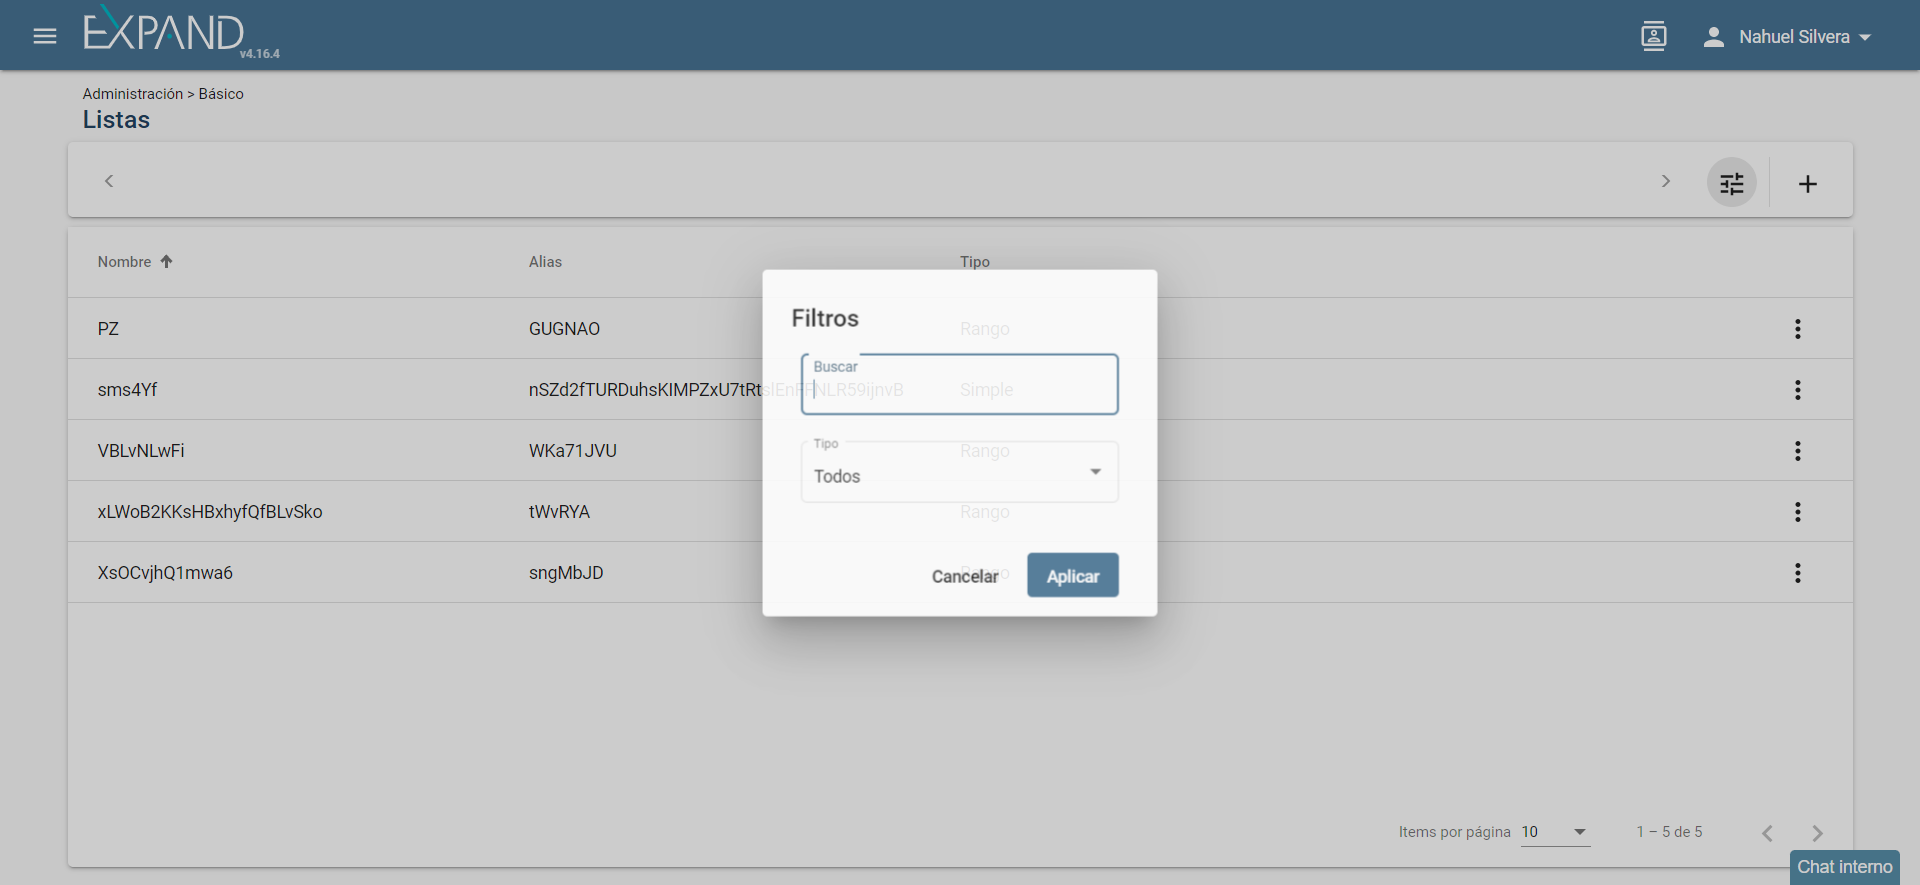 EXPAND
v4.16.4
Nahuel Silvera
Administración > Básico
Listas
Nombre Alias Tipo
PZ GUGNAO Rango
sms4Yf nSZd2fTURDuhsKIMPZxU7tRtslEnFFNLR59ijnvB Simple
VBLvNLwFi WKa71JVU Rango
xLWoB2KKsHBxhyfQfBLvSko tWvRYA Rango
XsOCvjhQ1mwa6 sngMbJD Rango
Filtros
Buscar
Tipo
Todos
Cancelar Aplicar
Items por página 10 1 – 5 de 5
Chat interno